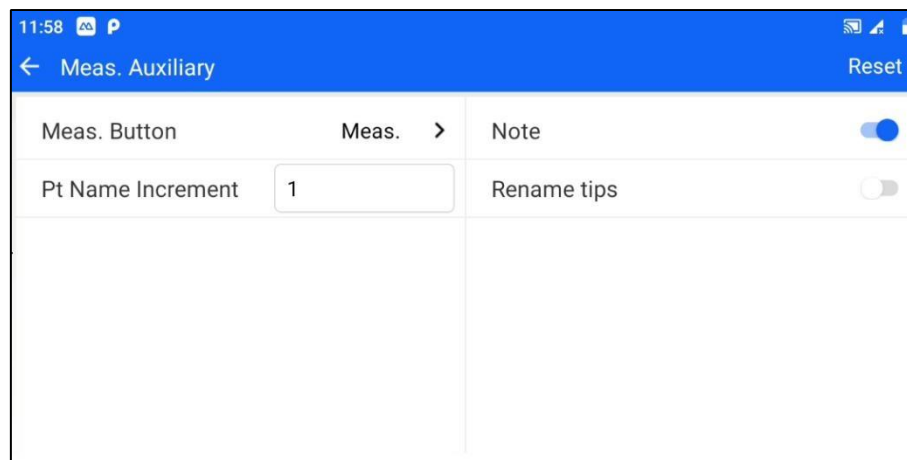 11:58
Meas. Auxiliary Reset
Meas. Button Meas. Note
Pt Name Increment 1 Rename tips